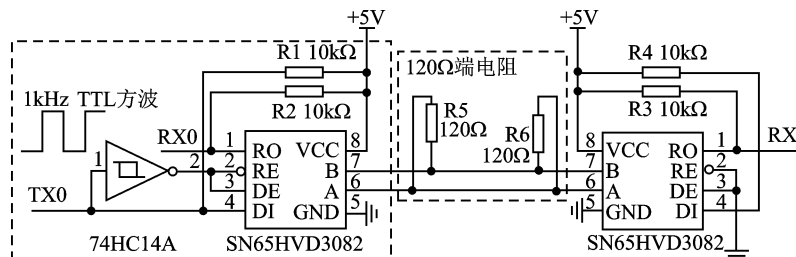 +5V
+5V
R1 10kΩ
R2 10kΩ
120Ω端电阻
R4 10kΩ
R3 10kΩ
1kHz TTL方波
R5
120Ω
R6
120Ω
RX0
1
2
1 RO
2 RE
3 DE
4 DI
VCC 8
B 7
A 6
GND 5
8 VCC
7 B
6 A
5 GND
RO 1
RE 2
DE 3
DI 4
RX
TX0
74HC14A
SN65HVD3082
SN65HVD3082